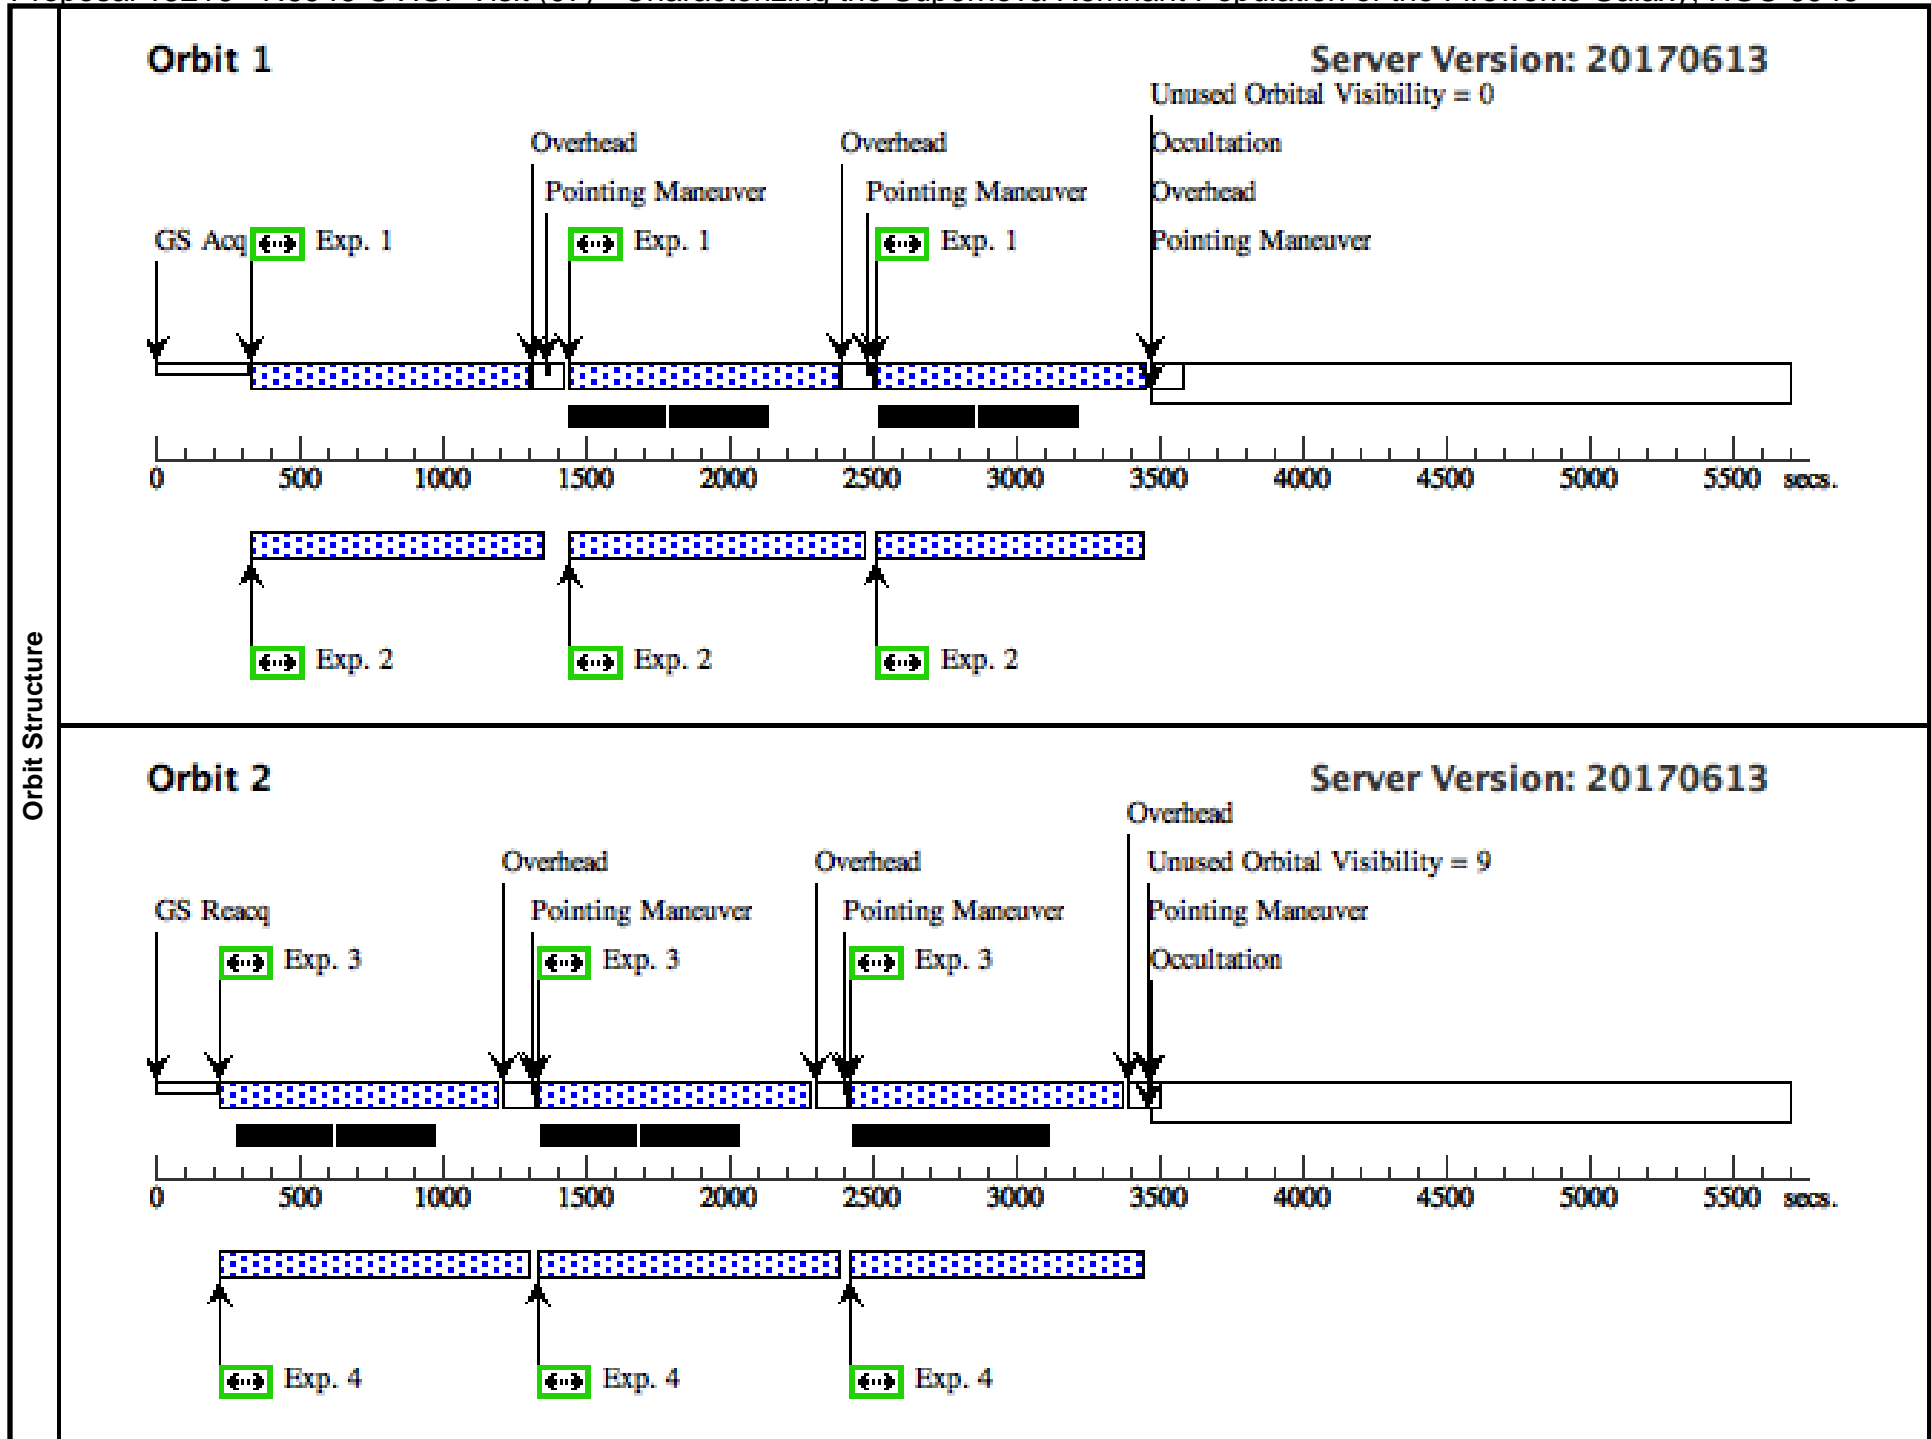 Orbit Structure
Orbit 1
Server Version: 20170613
Unused Orbital Visibility = 0
Overhead
Overhead
Occultation
Pointing Maneuver
Pointing Maneuver
Overhead
GS Acq
Exp. 1
Exp. 1
Exp. 1
Pointing Maneuver
0 500 1000 1500 2000 2500 3000 3500 4000 4500 5000 5500 secs.
Exp. 2
Exp. 2
Exp. 2
Orbit 2
Server Version: 20170613
Overhead
Overhead
Overhead
Unused Orbital Visibility = 9
GS Reacq
Pointing Maneuver
Pointing Maneuver
Pointing Maneuver
Exp. 3
Exp. 3
Exp. 3
Occultation
0 500 1000 1500 2000 2500 3000 3500 4000 4500 5000 5500 secs.
Exp. 4
Exp. 4
Exp. 4